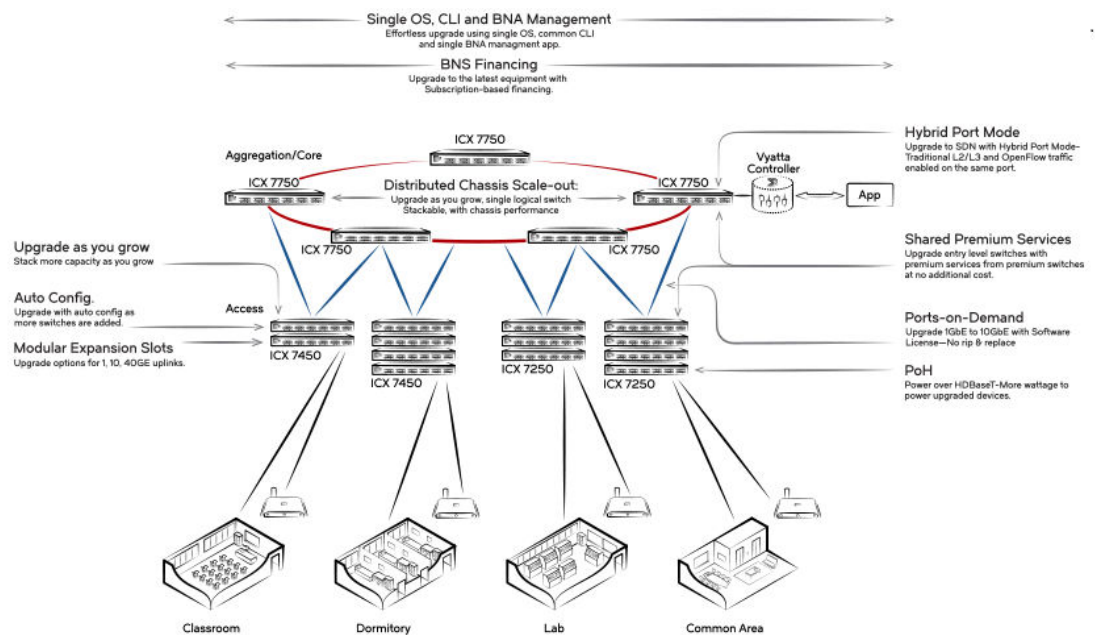 Single OS, CLI and BNA Management
Effortless upgrade using single OS, common CLI
and single BNA managment app.
BNS Financing
Upgrade to the latest equipment with
Subscription-based financing.
ICX 7750
Aggregation/Core
ICX 7750
Distributed Chassis Scale-out:
Upgrade as you grow, single logical switch
Stackable, with chassis performance
ICX 7750
Vyatta
Controller
App
Hybrid Port Mode
Upgrade to SDN with Hybrid Port Mode-
Traditional L2/L3 and OpenFlow traffic
enabled on the same port.
ICX 7750
ICX 7750
Upgrade as you grow
Stack more capacity as you grow
Shared Premium Services
Upgrade entry level switches with
premium services from premium switches
at no additional cost.
Auto Config.
Upgrade with auto config as
more switches are added.
Access
Ports-on-Demand
Upgrade 1GbE to 10GbE with Software
License—No rip & replace
Modular Expansion Slots
Upgrade options for 1, 10, 40GE uplinks.
ICX 7450
ICX 7450
ICX 7250
ICX 7250
PoH
Power over HDBaseT-More wattage to
power upgraded devices.
Classroom
Dormitory
Lab
Common Area